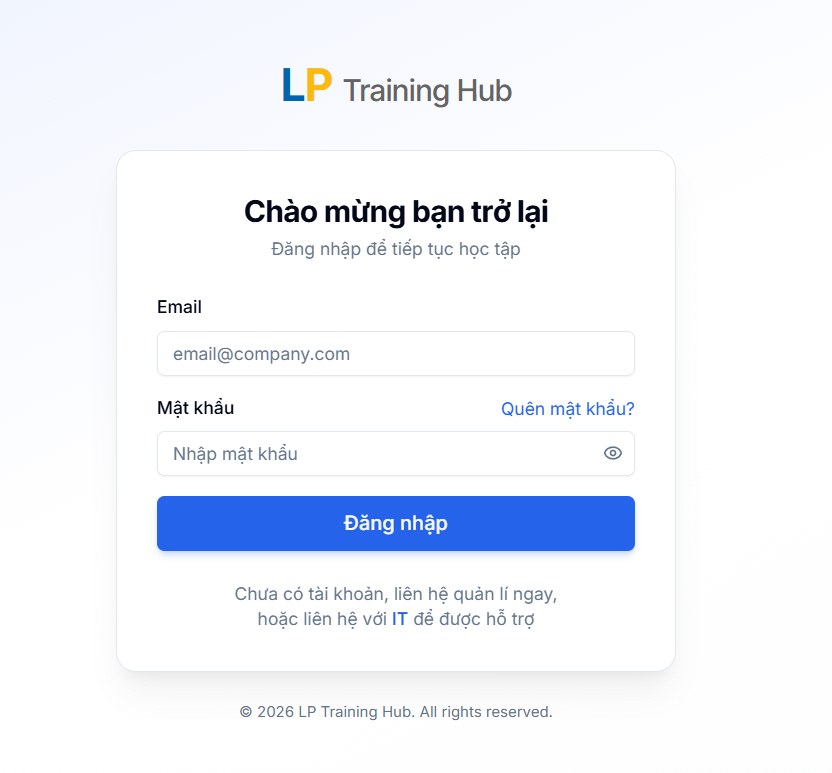 LP Training Hub
Chào mừng bạn trở lại
Đăng nhập để tiếp tục học tập
Email
email@company.com
Mật khẩu Quên mật khẩu?
Nhập mật khẩu
Đăng nhập
Chưa có tài khoản, liên hệ quản lí ngay,
hoặc liên hệ với IT để được hỗ trợ
© 2026 LP Training Hub. All rights reserved.